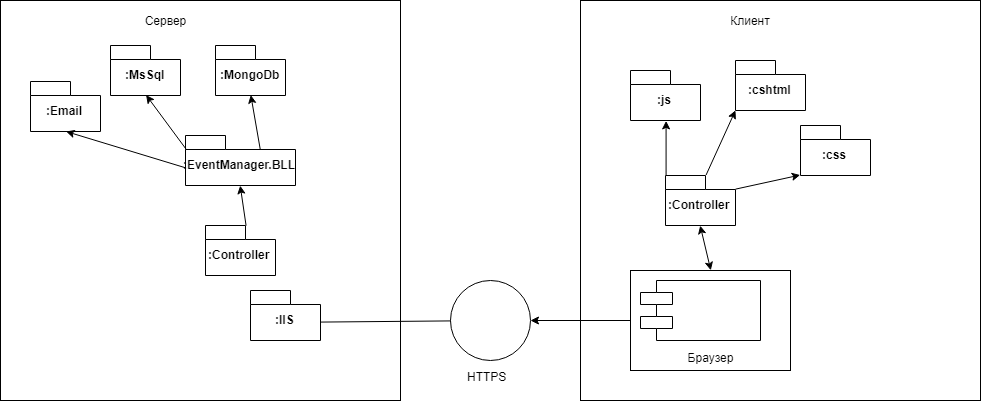 Сервер
:MsSql
:MongoDb
:Email
:EventManager.BLL
:Controller
:IIS
HTTPS
Клиент
:js
:cshtml
:css
:Controller
Браузер